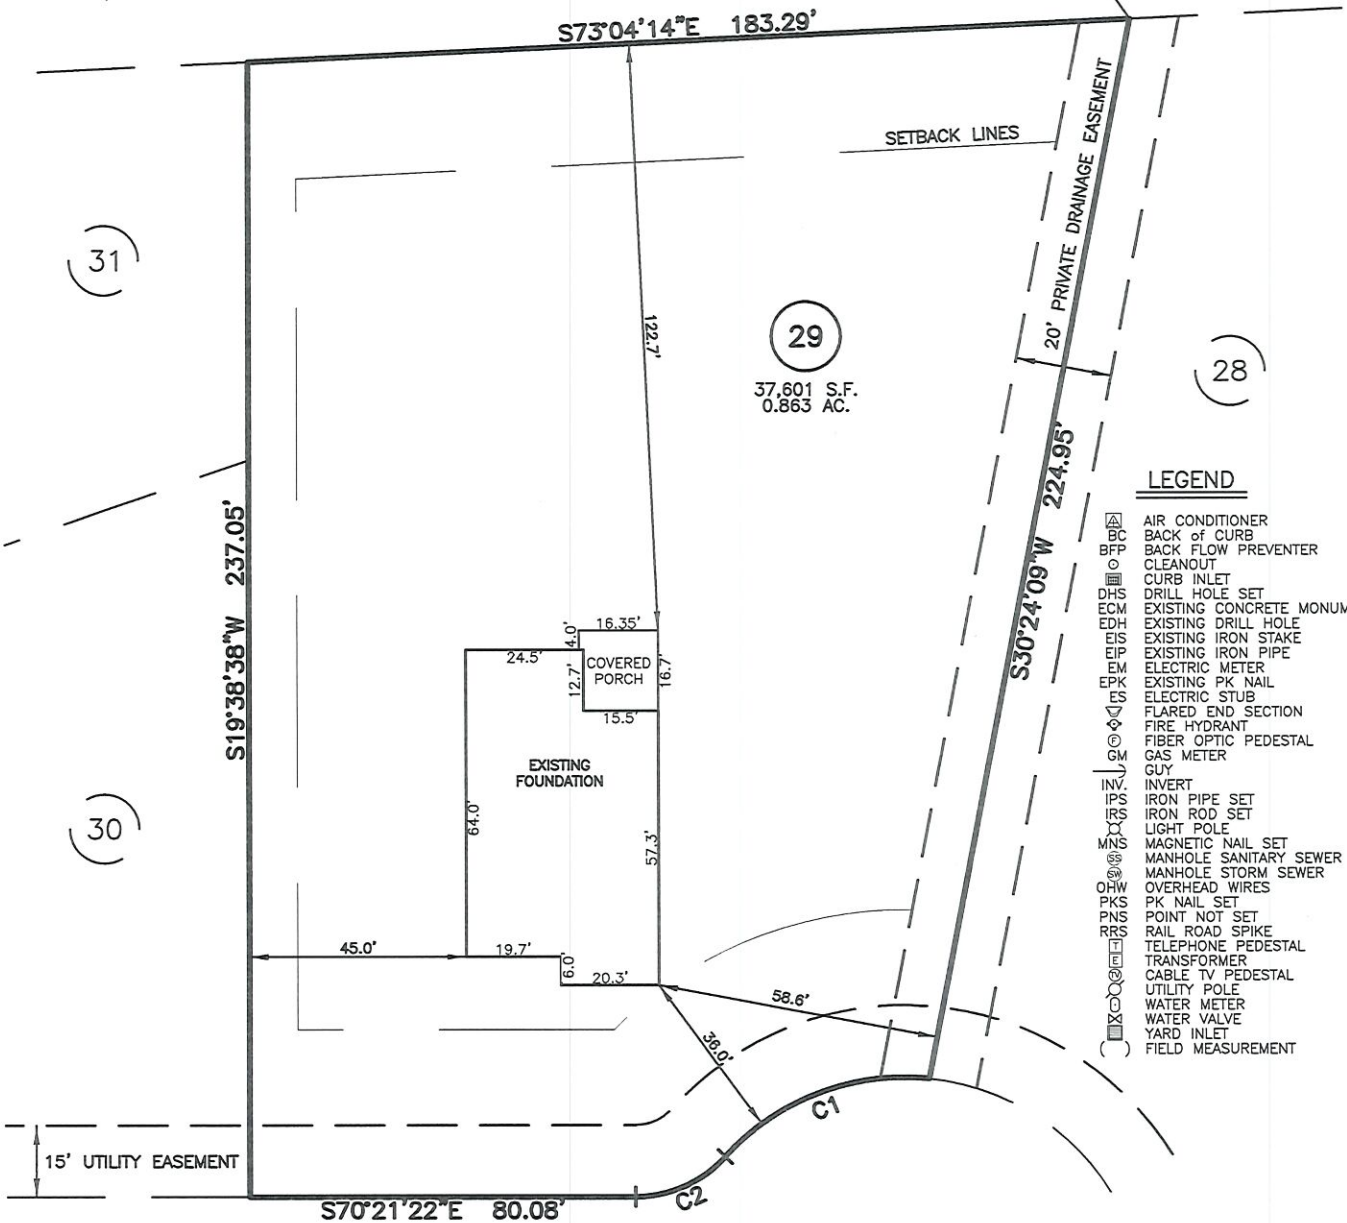 S73°04'14"E 183.29'
20' PRIVATE DRAINAGE EASEMENT
SETBACK LINES
31
122.7'
29
37,601 S.F.
0.863 AC.
28
S19°38'38"W 237.05'
S30°24'09"W 224.95'
4.0'
16.35'
24.5'
COVERED
PORCH
12.7'
16.7'
15.5'
EXISTING
FOUNDATION
64.0'
57.3'
30
45.0'
19.7'
6.0'
20.3'
58.6'
36.0'
C1
15' UTILITY EASEMENT
C2
S70°21'22"E 80.08'
LEGEND
A AIR CONDITIONER
BC BACK of CURB
BFP BACK FLOW PREVENTER
CLEANOUT
CURB INLET
DHS DRILL HOLE SET
ECM EXISTING CONCRETE MONUM
EDH EXISTING DRILL HOLE
EIS EXISTING IRON STAKE
EIP EXISTING IRON PIPE
EM ELECTRIC METER
EPK EXISTING PK NAIL
ES ELECTRIC STUB
FLARED END SECTION
FIRE HYDRANT
F FIBER OPTIC PEDESTAL
GM GAS METER
GUY
INV. INVERT
IPS IRON PIPE SET
IRS IRON ROD SET
LIGHT POLE
MNS MAGNETIC NAIL SET
SS MANHOLE SANITARY SEWER
SW MANHOLE STORM SEWER
OHW OVERHEAD WIRES
PKS PK NAIL SET
PNS POINT NOT SET
RRS RAIL ROAD SPIKE
T TELEPHONE PEDESTAL
E TRANSFORMER
TV CABLE TV PEDESTAL
UTILITY POLE
WATER METER
WATER VALVE
YARD INLET
( ) FIELD MEASUREMENT